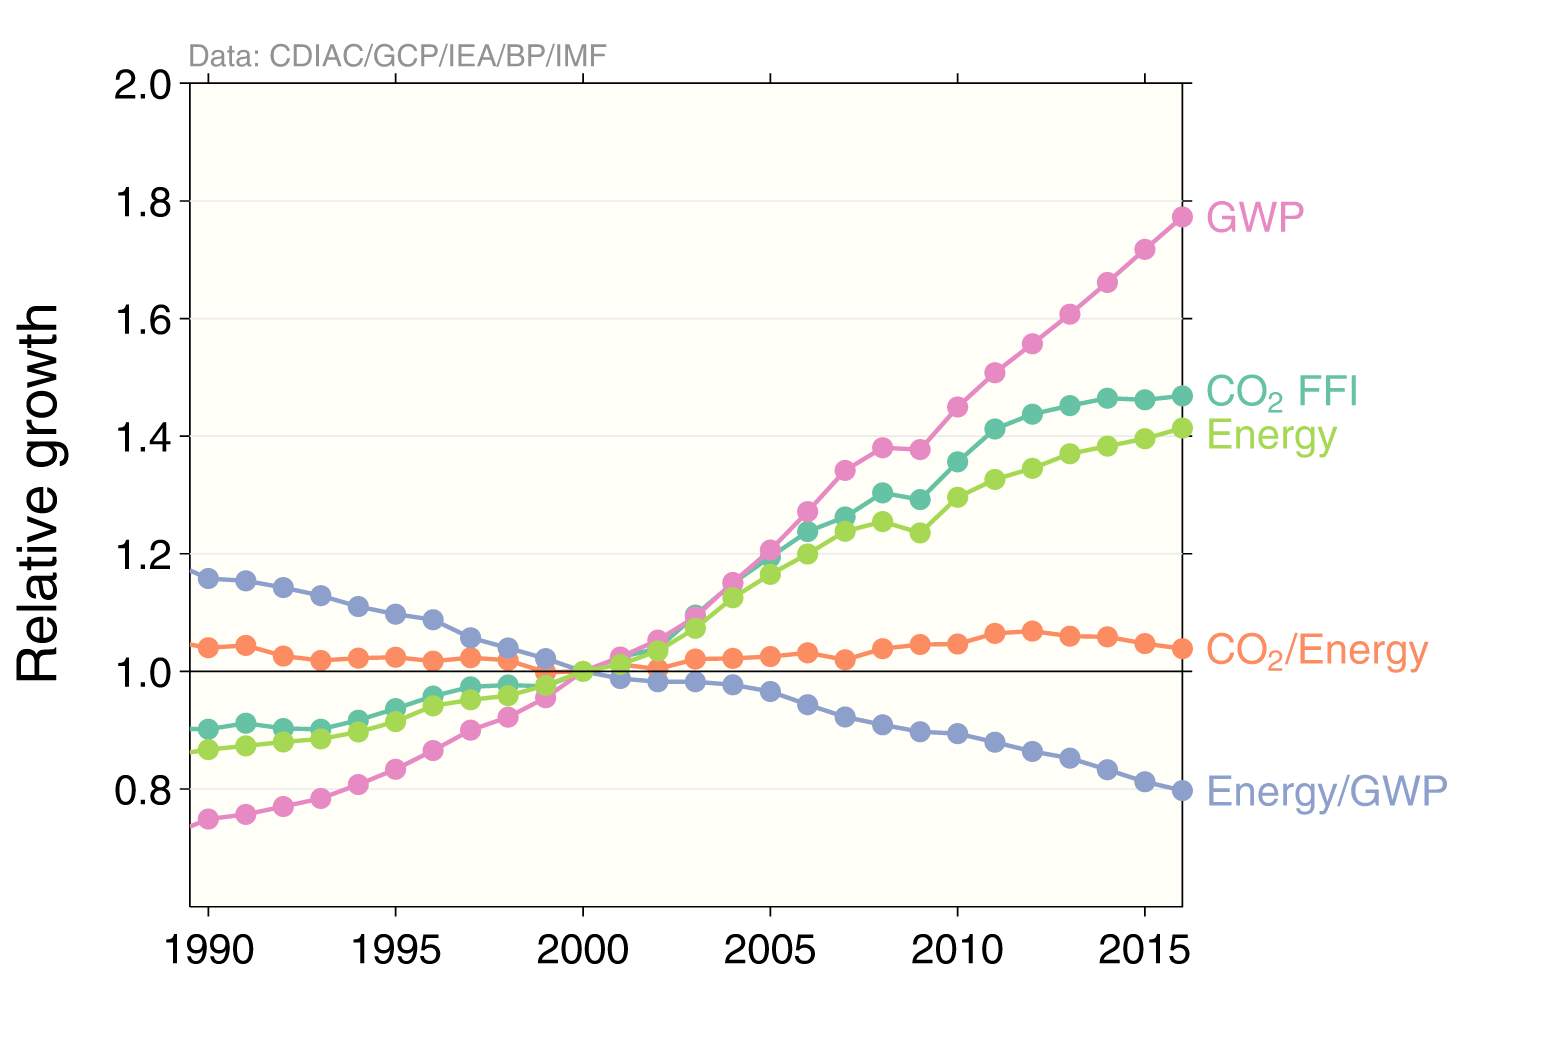 Data: CDIAC/GCP/IEA/BP/IMF
2.0
1.8
GWP
1.6
CO₂ FFI
1.4
Energy
1.2
CO₂/Energy
1.0
0.8
Energy/GWP
Relative growth
1990 1995 2000 2005 2010 2015